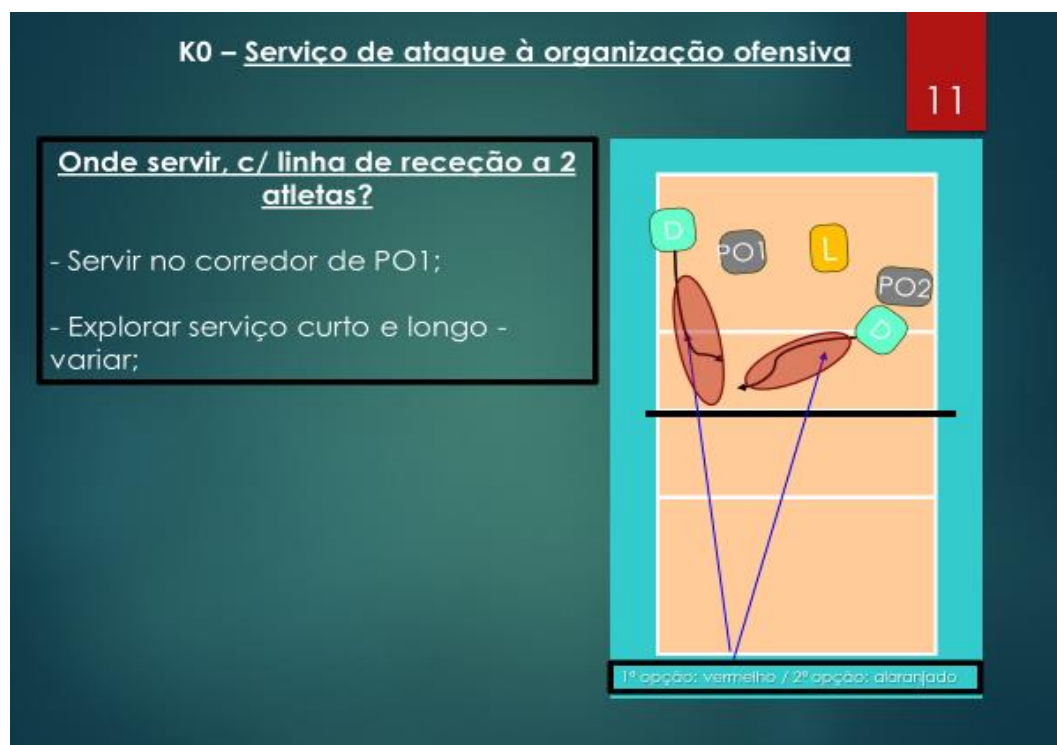 K0 – Serviço de ataque à organização ofensiva
11
Onde servir, c/ linha de receção a 2
atletas?
- Servir no corredor de PO1;
- Explorar serviço curto e longo -
variar;
D
PO1
L
PO2
D
1ª opção: vermelho / 2ª opção: alaranjado